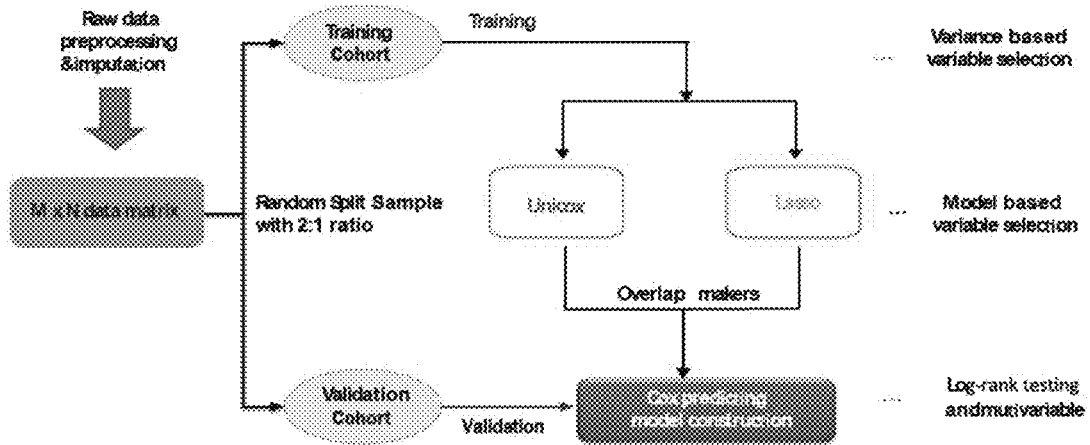 Raw data
preprocessing
&imputation
M x N data matrix
Random Split Sample
with 2:1 ratio
Training
Cohort
Training
Unicox
Lasso
Overlap makers
Validation
Cohort
Validation
Cox predicting
model construction
Variance based
variable selection
Model based
variable selection
Log-rank testing
andmutivariable